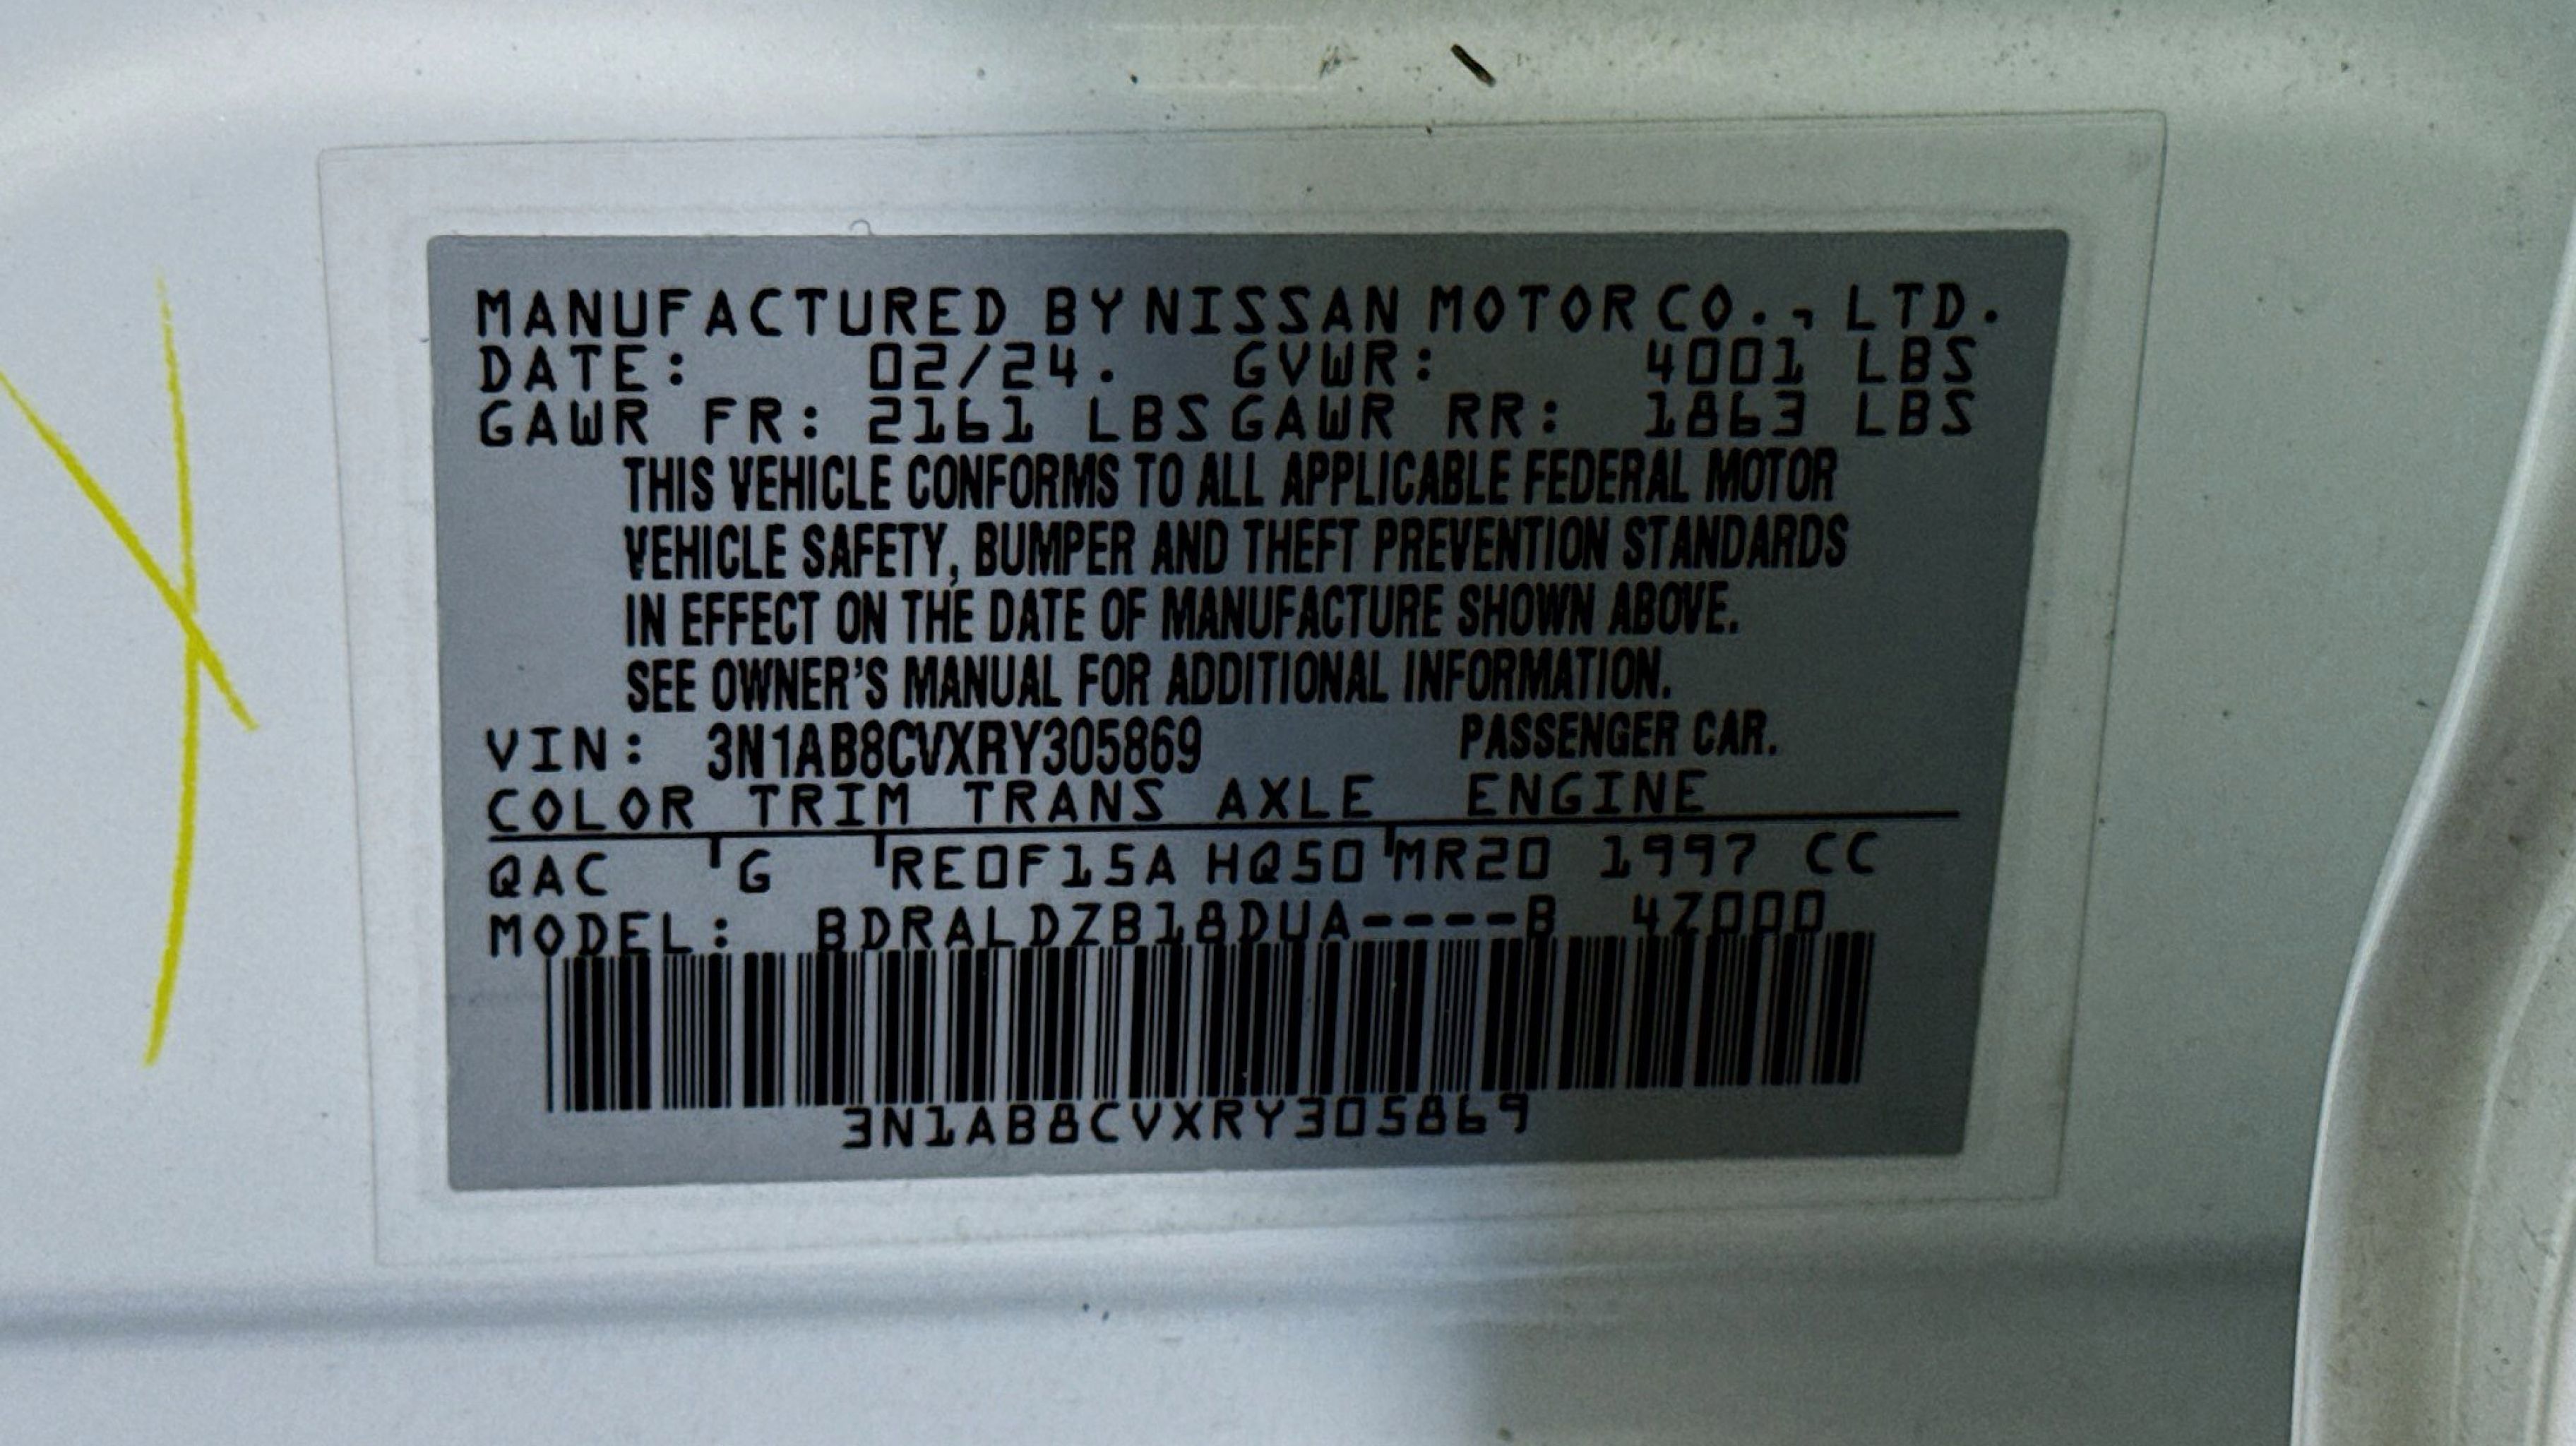 MANUFACTURED BY NISSAN MOTOR CO., LTD.
DATE: 02/24. GVWR: 4001 LBS
GAWR FR: 2161 LBS GAWR RR: 1863 LBS
THIS VEHICLE CONFORMS TO ALL APPLICABLE FEDERAL MOTOR
VEHICLE SAFETY, BUMPER AND THEFT PREVENTION STANDARDS
IN EFFECT ON THE DATE OF MANUFACTURE SHOWN ABOVE.
SEE OWNER'S MANUAL FOR ADDITIONAL INFORMATION.
VIN: 3N1AB8CVXRY305869 PASSENGER CAR.
COLOR TRIM TRANS AXLE ENGINE
QAC G RE0F15A HQ50 MR20 1997 CC
MODEL: BDRALDZB18DUA----B 4Z000
3N1AB8CVXRY305869